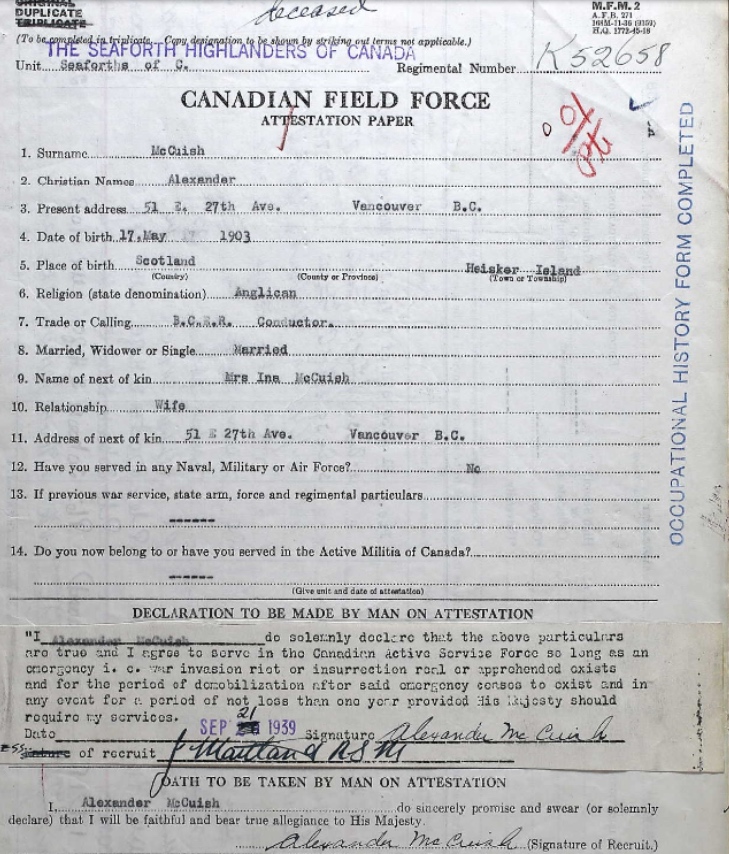 deceased
ORIGINAL
DUPLICATE
TRIPLICATE
M.F.M. 2
A.F.B. 271
H.Q. 1772-45-18
(To be completed in triplicate. Copy designation to be shown by striking out terms not applicable.)
THE SEAFORTH HIGHLANDERS OF CANADA
Unit Seaforths of C. Regimental Number K52658
CANADIAN FIELD FORCE
ATTESTATION PAPER
OCCUPATIONAL HISTORY FORM COMPLETED
1. Surname McCuish
2. Christian Names Alexander
3. Present address 51 E. 27th Ave. Vancouver B.C.
4. Date of birth 17.May 1903
5. Place of birth Scotland Heisker Island
(Country) (County or Province) (Town or Township)
6. Religion (state denomination) Anglican
7. Trade or Calling B.C.E.R. Conductor.
8. Married, Widower or Single Married
9. Name of next of kin Mrs Ina McCuish
10. Relationship Wife
11. Address of next of kin 51 E 27th Ave. Vancouver B.C.
12. Have you served in any Naval, Military or Air Force? No
13. If previous war service, state arm, force and regimental particulars
------
14. Do you now belong to or have you served in the Active Militia of Canada?
------
(Give unit and date of attestation)
DECLARATION TO BE MADE BY MAN ON ATTESTATION
"I Alexander McCuish do solemnly declare that the above particulars
are true and I agree to serve in the Canadian Active Service Force so long as an
emergency i. e. war invasion riot or insurrection real or apprehended exists
and for the period of demobilization after said emergency ceases to exist and in
any event for a period of not less than one year provided His Majesty should
require my services.
21
Date SEP 1939 Signature Alexander McCuish
of recruit J Maitland RSM
OATH TO BE TAKEN BY MAN ON ATTESTATION
I, Alexander McCuish do sincerely promise and swear (or solemnly
declare) that I will be faithful and bear true allegiance to His Majesty.
Alexander McCuish (Signature of Recruit.)